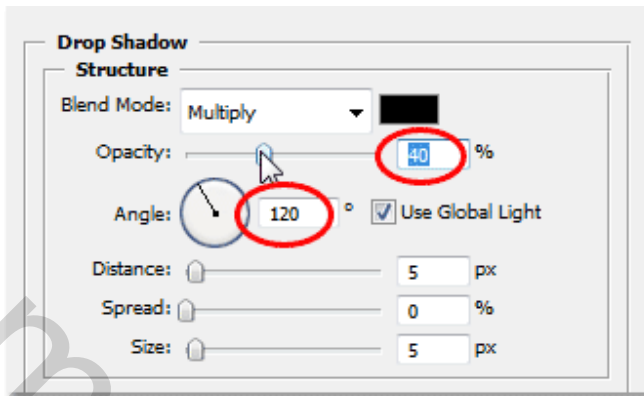 Drop Shadow
Structure
Blend Mode: Multiply
Opacity: 40 %
Angle: 120 ° Use Global Light
Distance: 5 px
Spread: 0 %
Size: 5 px